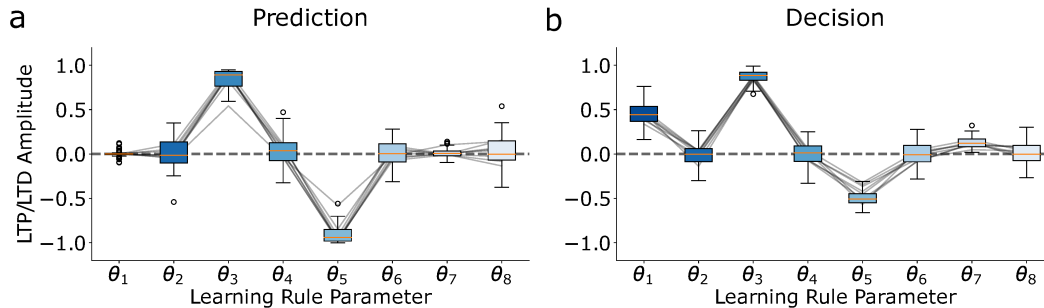 a Prediction
LTP/LTD Amplitude
1.0
0.5
0.0
−0.5
−1.0
θ1 θ2 θ3 θ4 θ5 θ6 θ7 θ8
Learning Rule Parameter
b Decision
1.0
0.5
0.0
−0.5
−1.0
θ1 θ2 θ3 θ4 θ5 θ6 θ7 θ8
Learning Rule Parameter